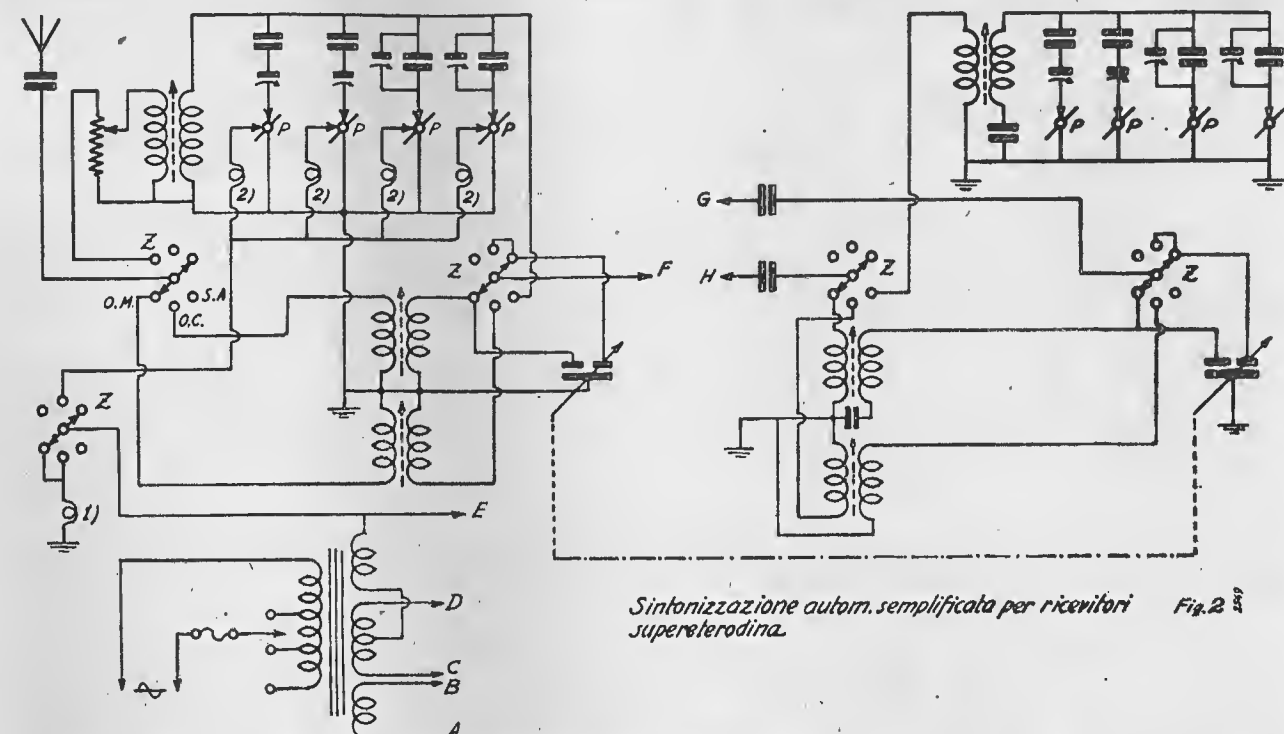 P P P P
P P P P
2) 2) 2) 2)
G
Z
Z
F
H
Z
Z
O.M.
S.A
O.C.
Z
1)
E
D
C
B
A
Sintonizzazione autom. semplificata per ricevitori
supereterodina
Fig. 2